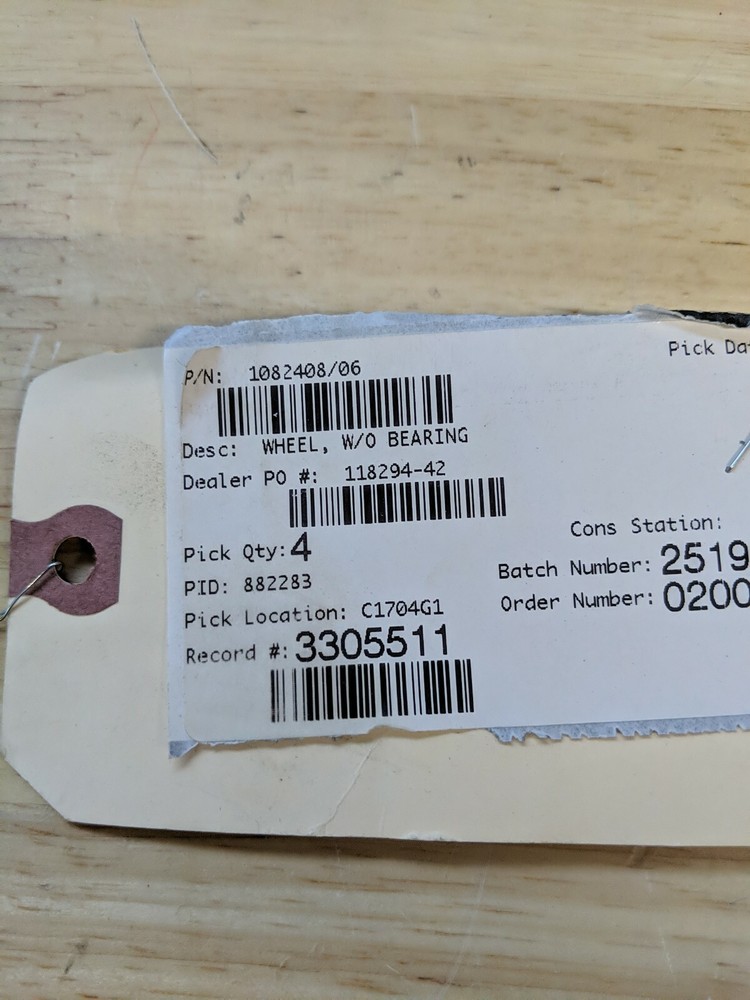 P/N: 1082408/06
Pick Da
Desc: WHEEL, W/O BEARING
Dealer PO #: 118294-42
Cons Station:
Pick Qty: 4
Batch Number: 2519
PID: 882283
Order Number: 0200
Pick Location: C1704G1
Record #: 3305511